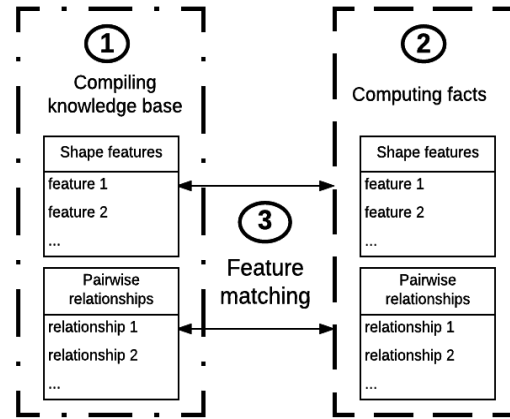 1
Compiling
knowledge base
Shape features
feature 1
feature 2
...
Pairwise
relationships
relationship 1
relationship 2
...
3
Feature
matching
2
Computing facts
Shape features
feature 1
feature 2
...
Pairwise
relationships
relationship 1
relationship 2
...